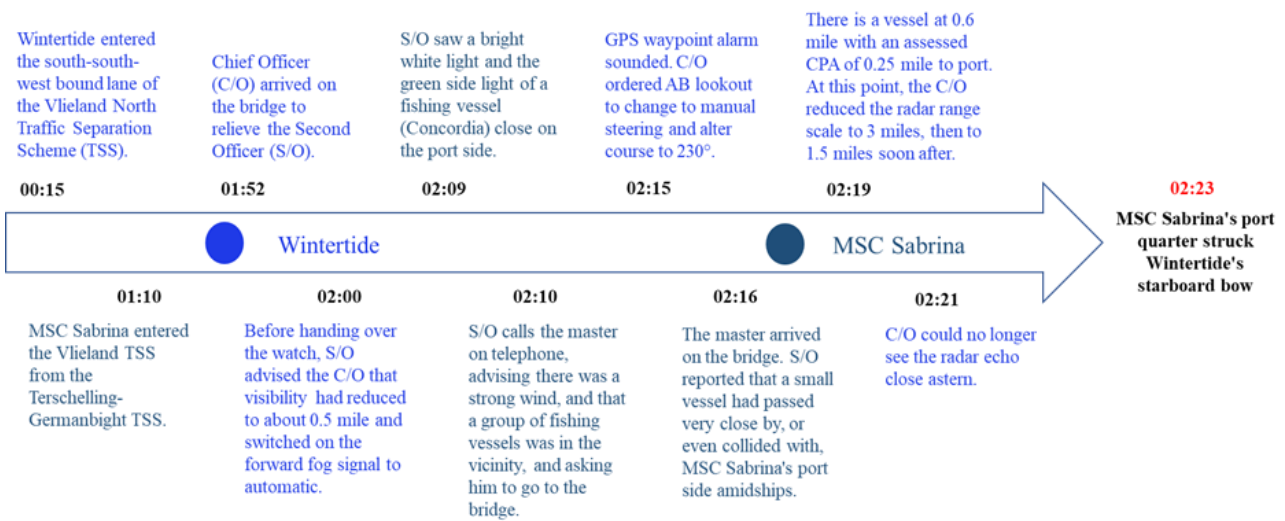 Wintertide entered
the south-south-
west bound lane of
the Vlieland North
Traffic Separation
Scheme (TSS).
00:15
Chief Officer
(C/O) arrived on
the bridge to
relieve the Second
Officer (S/O).
01:52
S/O saw a bright
white light and the
green side light of a
fishing vessel
(Concordia) close on
the port side.
02:09
GPS waypoint alarm
sounded. C/O
ordered AB lookout
to change to manual
steering and alter
course to 230°.
02:15
There is a vessel at 0.6
mile with an assessed
CPA of 0.25 mile to port.
At this point, the C/O
reduced the radar range
scale to 3 miles, then to
1.5 miles soon after.
02:19
02:23
MSC Sabrina's port
quarter struck
Wintertide's
starboard bow
Wintertide
MSC Sabrina
01:10
MSC Sabrina entered
the Vlieland TSS
from the
Terschelling-
Germanbight TSS.
02:00
Before handing over
the watch, S/O
advised the C/O that
visibility had reduced
to about 0.5 mile and
switched on the
forward fog signal to
automatic.
02:10
S/O calls the master
on telephone,
advising there was a
strong wind, and that
a group of fishing
vessels was in the
vicinity, and asking
him to go to the
bridge.
02:16
The master arrived
on the bridge. S/O
reported that a small
vessel had passed
very close by, or
even collided with,
MSC Sabrina's port
side amidships.
02:21
C/O could no longer
see the radar echo
close astern.